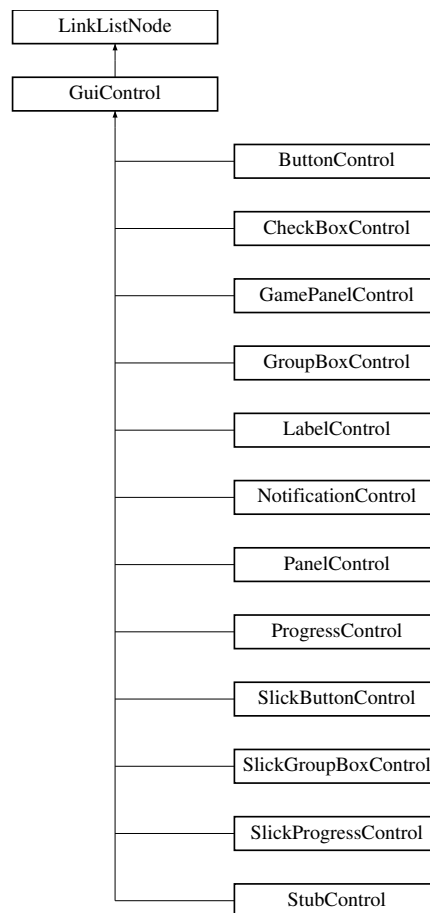 LinkListNode
GuiControl
ButtonControl
CheckBoxControl
GamePanelControl
GroupBoxControl
LabelControl
NotificationControl
PanelControl
ProgressControl
SlickButtonControl
SlickGroupBoxControl
SlickProgressControl
StubControl